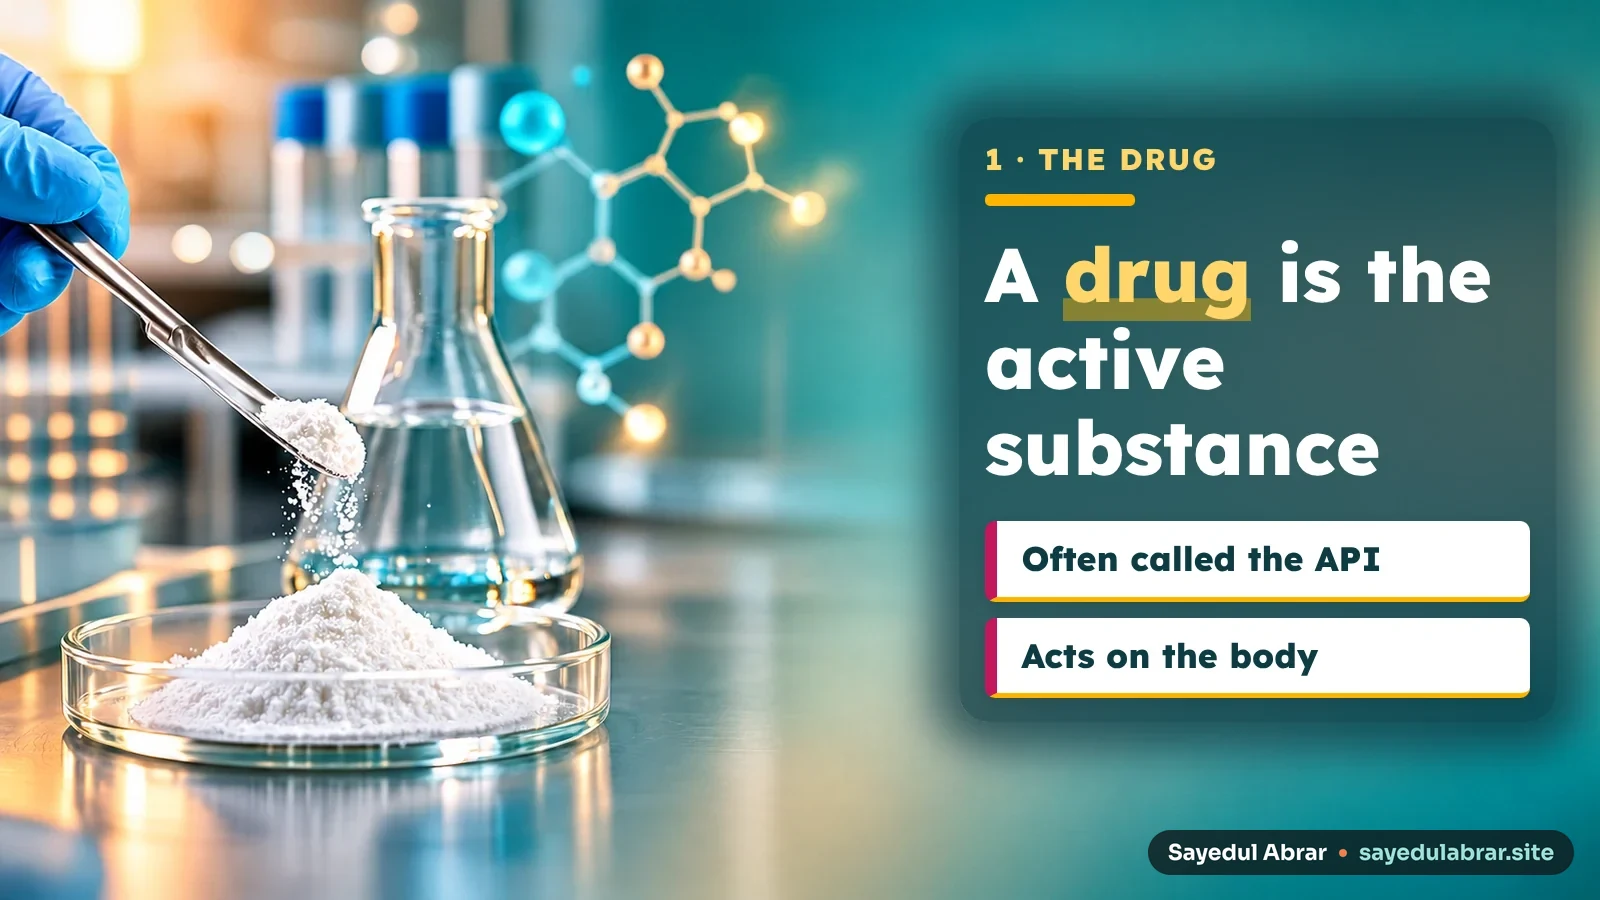 1 · THE DRUG
A drug is the
active
substance
Often called the API
Acts on the body
Sayedul Abrar • sayedulabrar.site